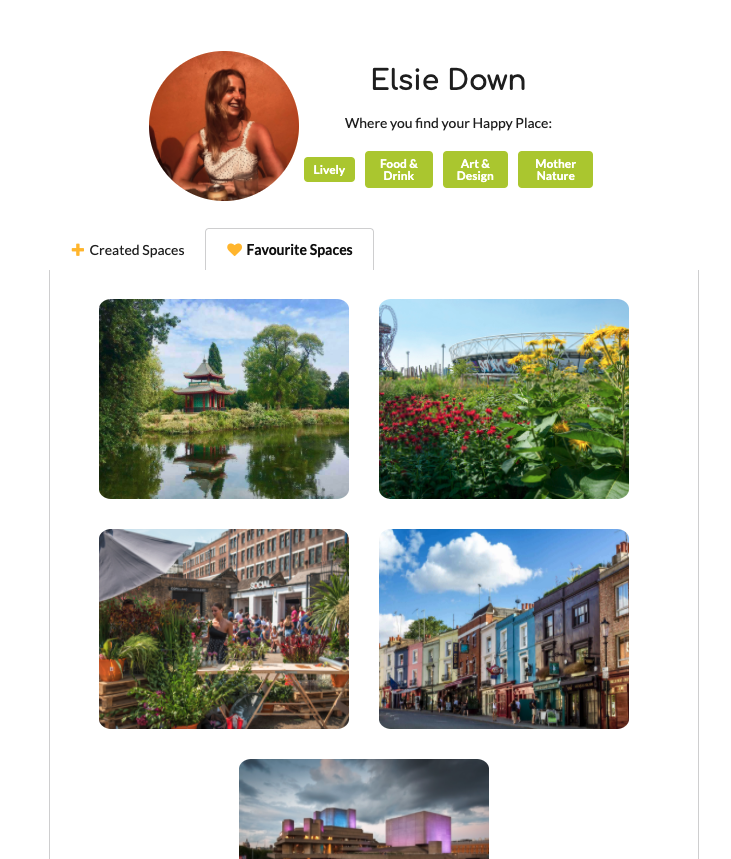 Elsie Down
Where you find your Happy Place:
Lively
Food &
Drink
Art &
Design
Mother
Nature
Created Spaces
Favourite Spaces
SOCIAL